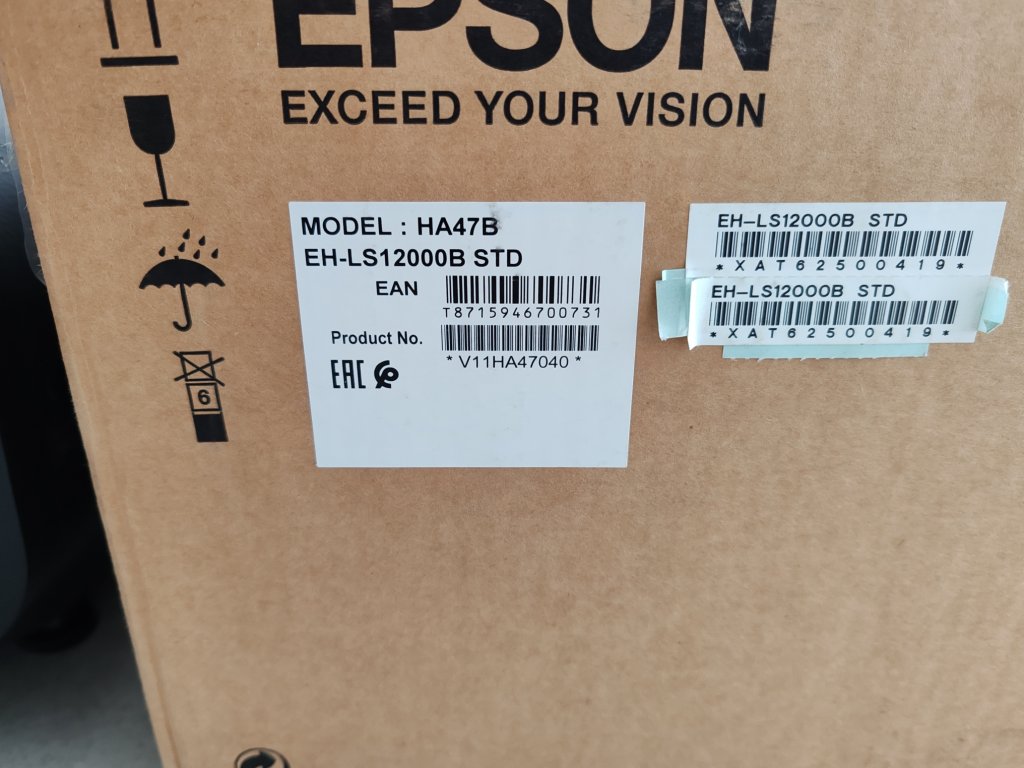 EPSON
EXCEED YOUR VISION
MODEL : HA47B
EH-LS12000B STD
EAN
T8715946700731
Product No.
*V11HA47040*
EAC
EH-LS12000B STD
*XAT62500419*
EH-LS12000B STD
*XAT62500419*
6